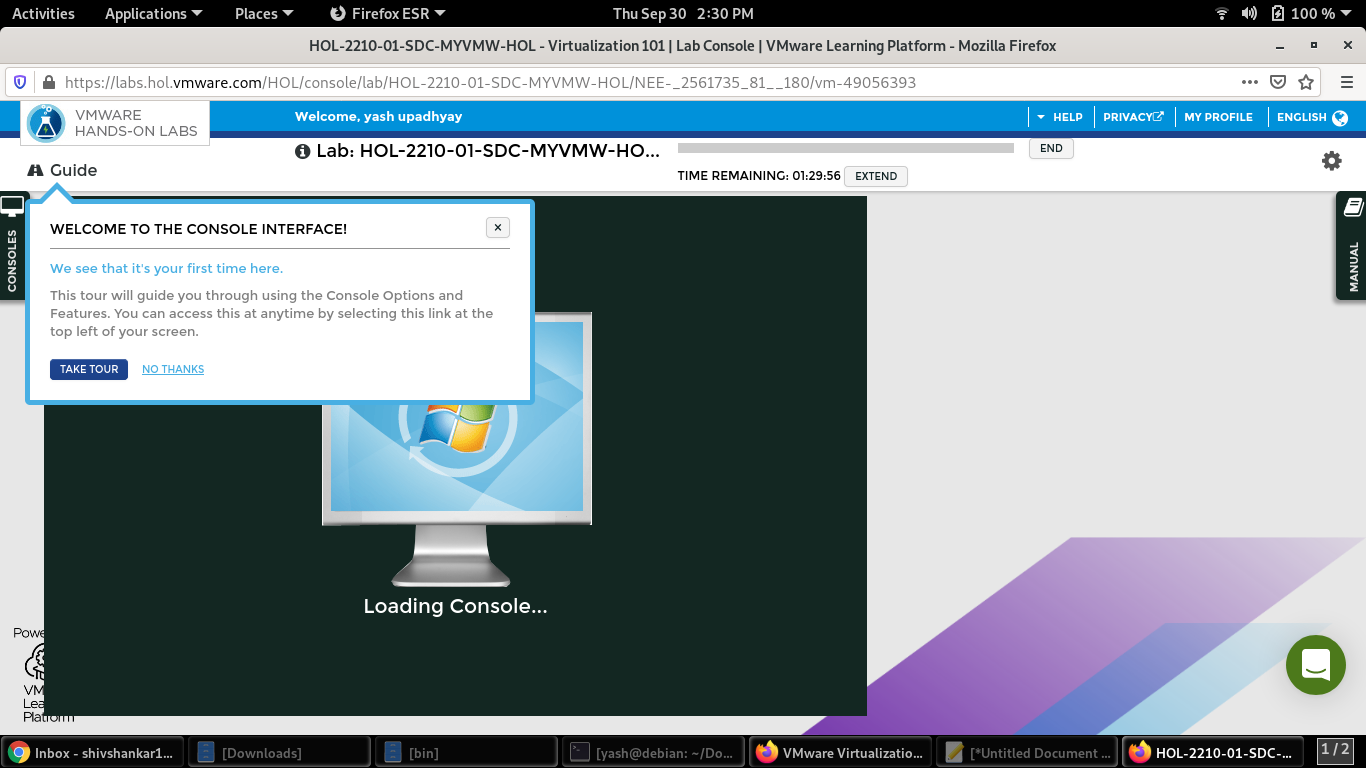 Activities Applications Places Firefox ESR Thu Sep 30 2:30 PM 100 %
HOL-2210-01-SDC-MYVMW-HOL - Virtualization 101 | Lab Console | VMware Learning Platform - Mozilla Firefox
https://labs.hol.vmware.com/HOL/console/lab/HOL-2210-01-SDC-MYVMW-HOL/NEE-_2561735_81__180/vm-49056393
VMWARE
HANDS-ON LABS
Welcome, yash upadhyay
HELP PRIVACY MY PROFILE ENGLISH
Guide
Lab: HOL-2210-01-SDC-MYVMW-HO...
END
TIME REMAINING: 01:29:56 EXTEND
CONSOLES
MANUAL
WELCOME TO THE CONSOLE INTERFACE!
×
We see that it's your first time here.
This tour will guide you through using the Console Options and
Features. You can access this at anytime by selecting this link at the
top left of your screen.
TAKE TOUR NO THANKS
Loading Console...
Powe
VM
Lea
Platform
Inbox - shivshankar1... [Downloads] [bin] [yash@debian: ~/Do... VMware Virtualizatio... [*Untitled Document ... HOL-2210-01-SDC-... 1 / 2